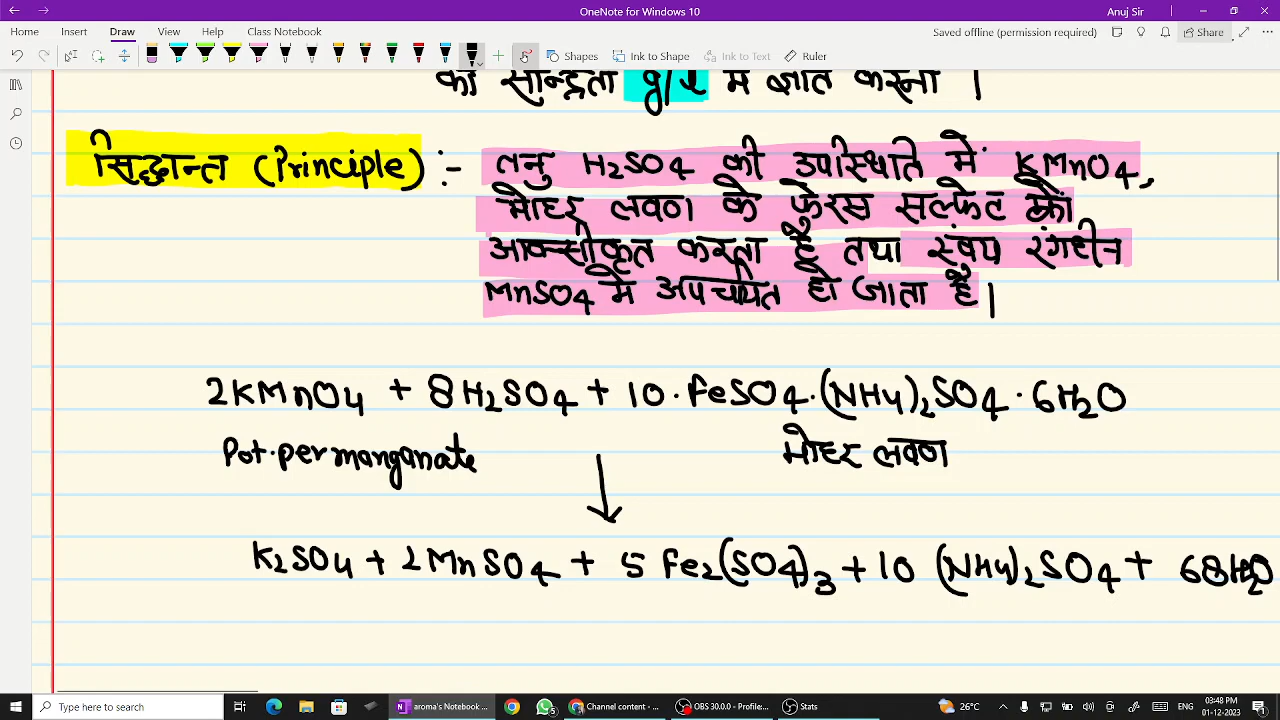 OneNote for Windows 10
Anuj Sir
Home Insert Draw View Help Class Notebook
Saved offline (permission required)
Share
Shapes Ink to Shape Ink to Text Ruler
की सान्द्रता g/l में ज्ञात करना ।
सिद्धान्त (Principle) :- तनु H₂SO₄ की उपस्थिति में KMnO₄,
मोहर लवण के फेरस सल्फेट को
आक्सीकृत करता है तथा स्वंय रंगहीन
MnSO₄ में अपचयित हो जाता है।
2KMnO₄ + 8H₂SO₄ + 10·FeSO₄·(NH₄)₂SO₄·6H₂O
Pot·permanganate मोहर लवण
↓
K₂SO₄ + 2MnSO₄ + 5 Fe₂(SO₄)₃ + 10 (NH₄)₂SO₄ + 68H₂O
Type here to search
aroma's Notebook ...
5
Channel content - ...
OBS 30.0.0 - Profile...
Stats
26°C
ENG
03:48 PM
01-12-2023